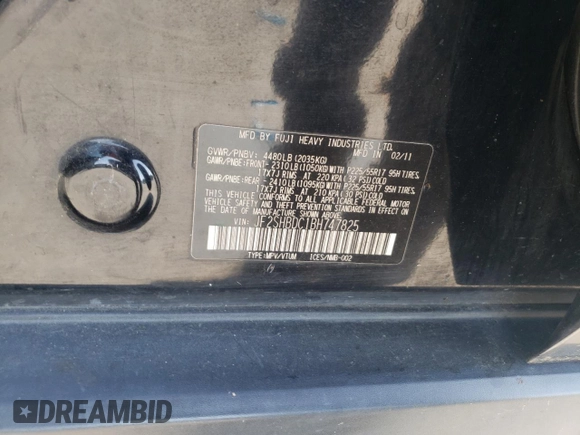 MFD BY FUJI HEAVY INDUSTRIES LTD.
GVWR/PNBV: 4480LB(2035KG) MFD IN 02/11
GAWR/PNBE:FRONT- 2310LB(1050KG)WITH P225/55R17 95H TIRES,
17X7J RIMS AT 220 KPA(32 PSI)COLD
GAWR/PNBE:REAR - 2410LB(1095KG)WITH P225/55R17 95H TIRES,
17X7J RIMS AT 210 KPA(30 PSI)COLD
THIS VEHICLE CONFORMS TO ALL APPLICABLE FEDERAL MOTOR
VEHICLE SAFETY AND THEFT PREVENTION STANDARDS IN EFFECT
ON THE DATE OF MANUFACTURE SHOWN ABOVE.
VIN: JF2SHBDC1BH747825
TYPE:MPV/VTUM ICES/NMB-002
DREAMBID